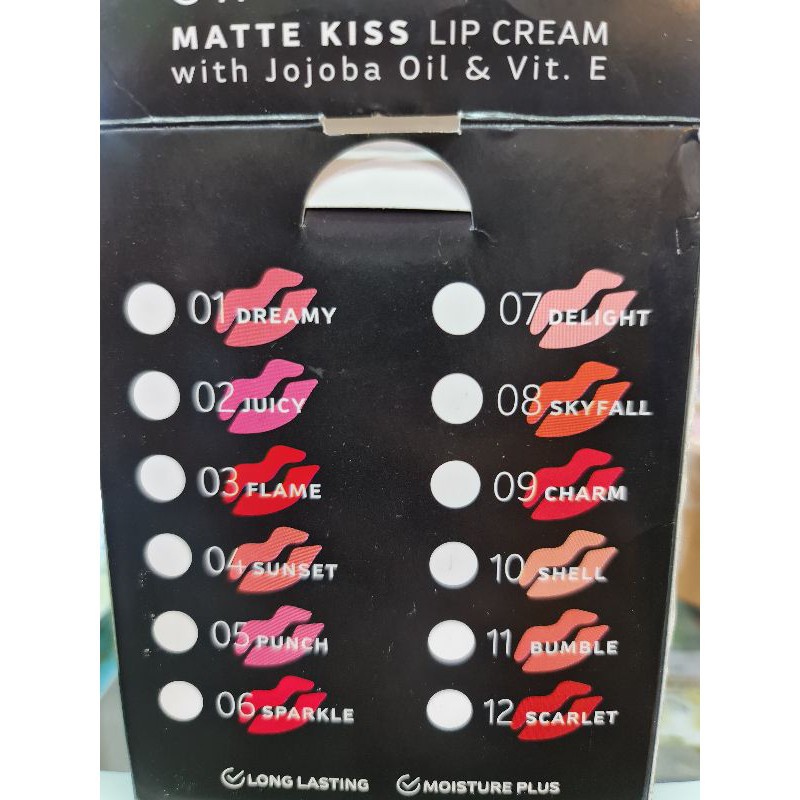 MATTE KISS LIP CREAM
with Jojoba Oil & Vit. E
01 DREAMY
02 JUICY
03 FLAME
04 SUNSET
05 PUNCH
06 SPARKLE
07 DELIGHT
08 SKYFALL
09 CHARM
10 SHELL
11 BUMBLE
12 SCARLET
LONG LASTING
MOISTURE PLUS